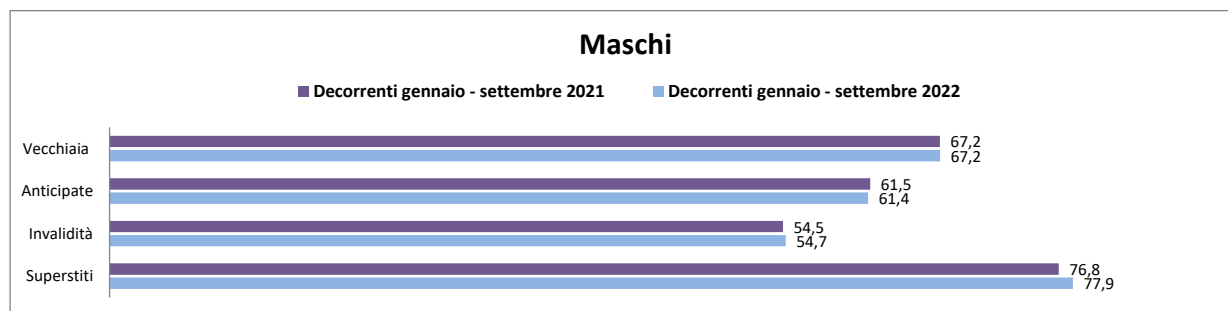 Maschi
Decorrenti gennaio - settembre 2021 Decorrenti gennaio - settembre 2022
Vecchiaia
67,2
67,2
Anticipate
61,5
61,4
Invalidità
54,5
54,7
Superstiti
76,8
77,9